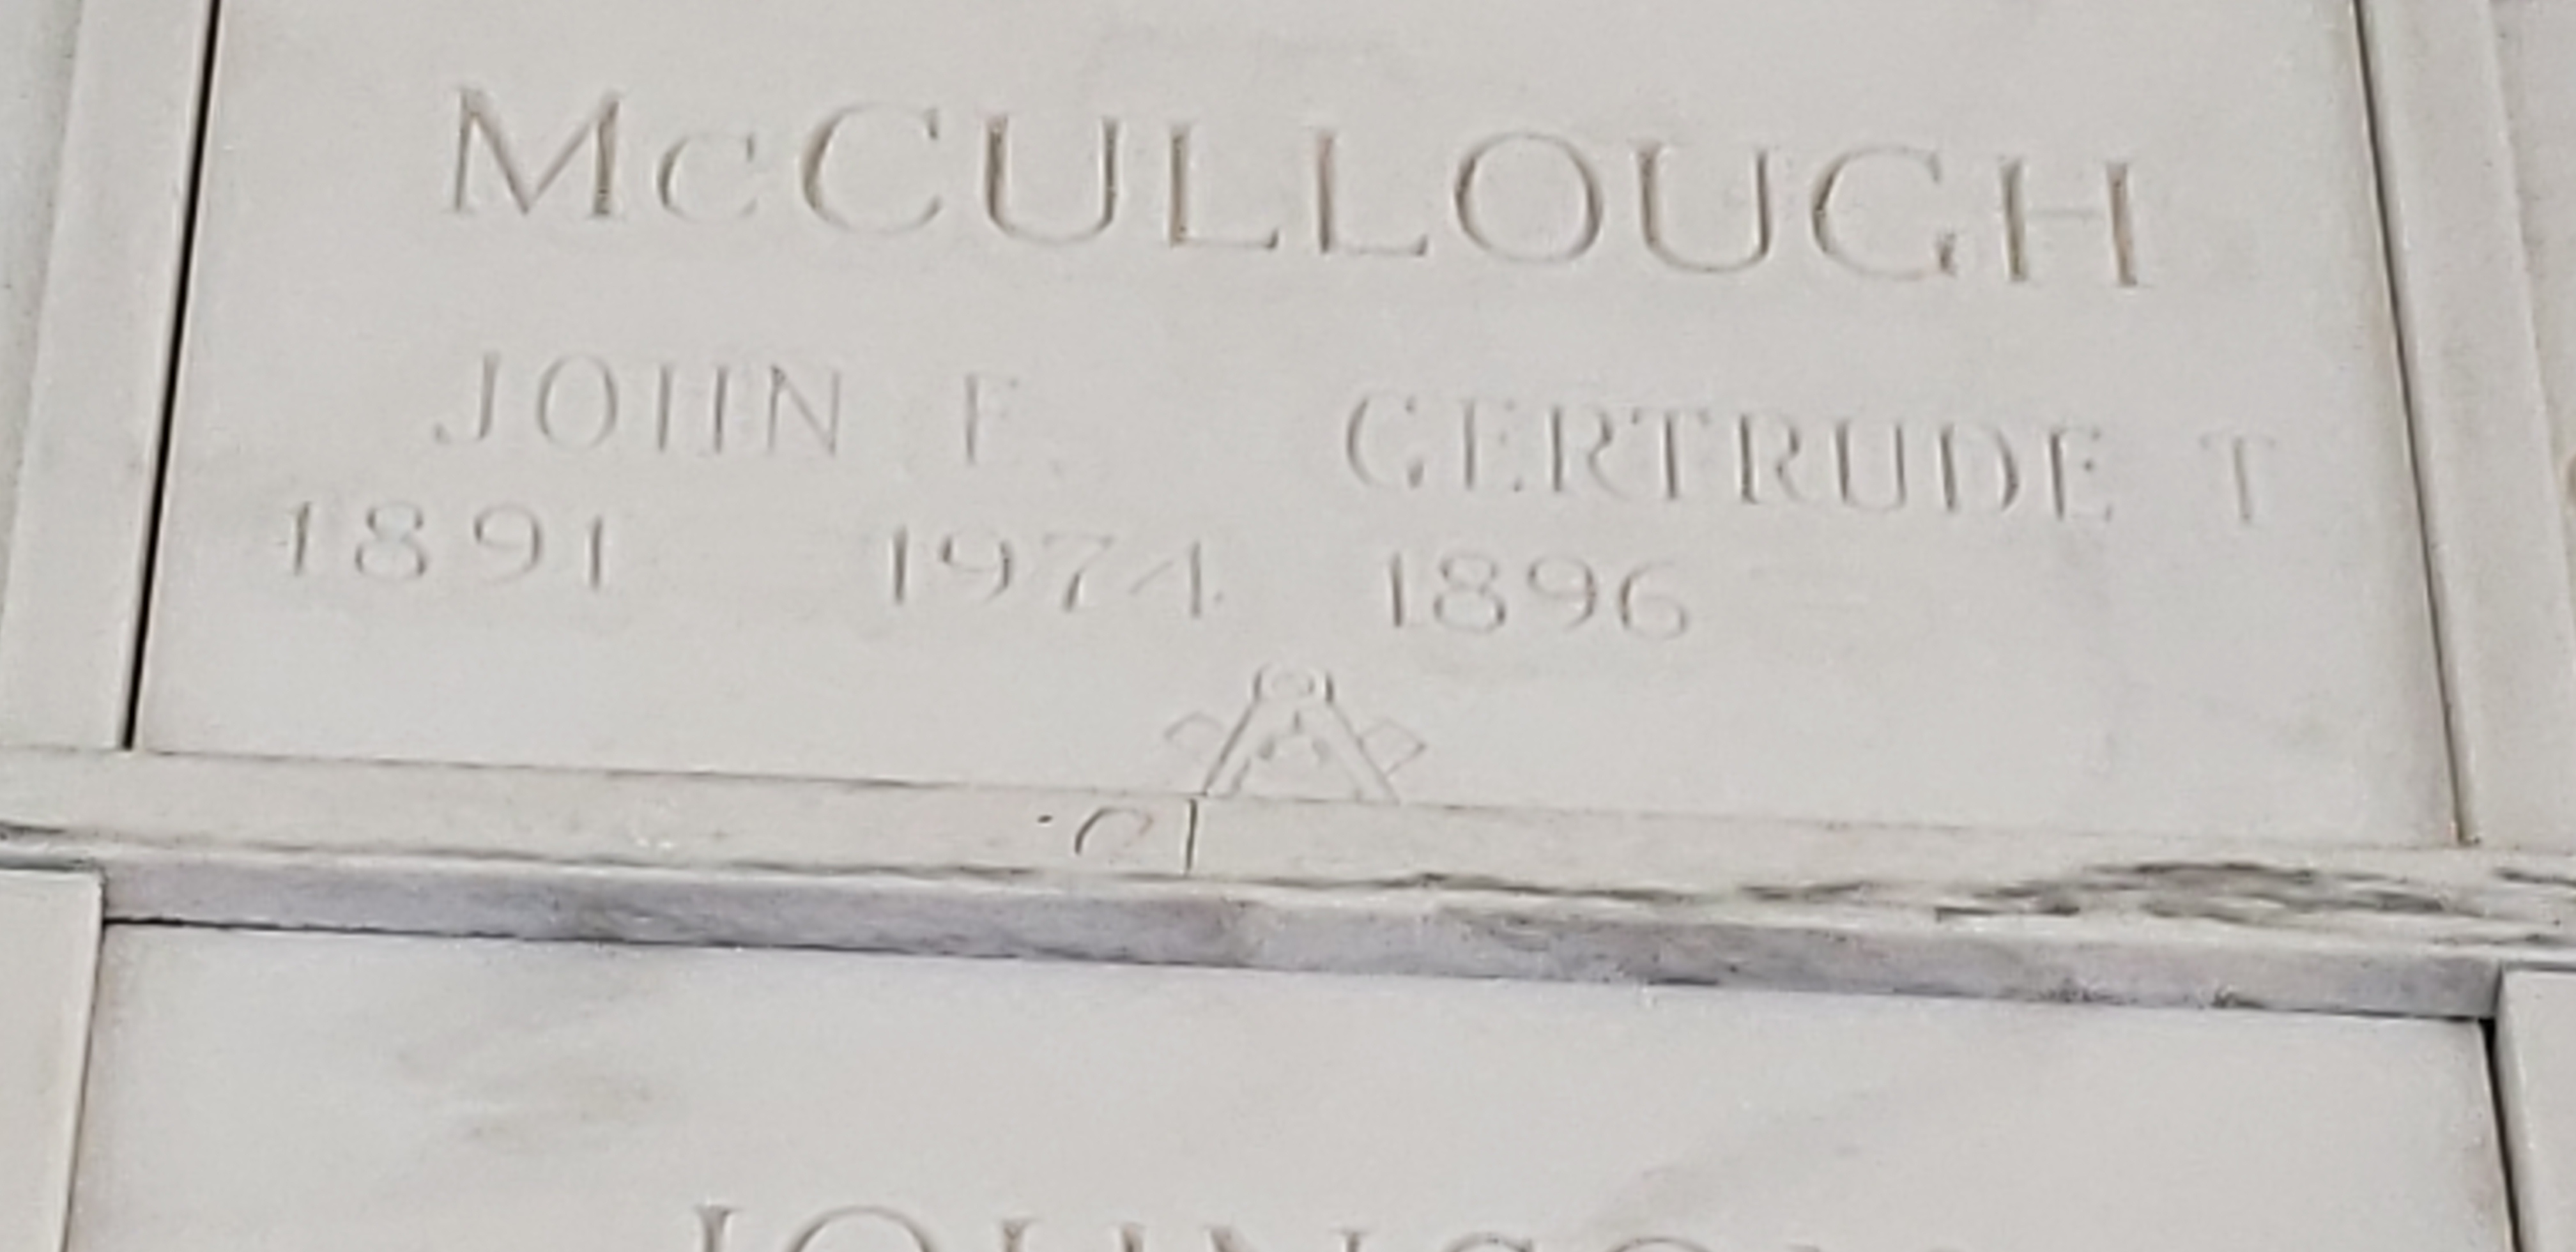 McCULLOUGH
JOHN F. GERTRUDE T
1891 1974 1896